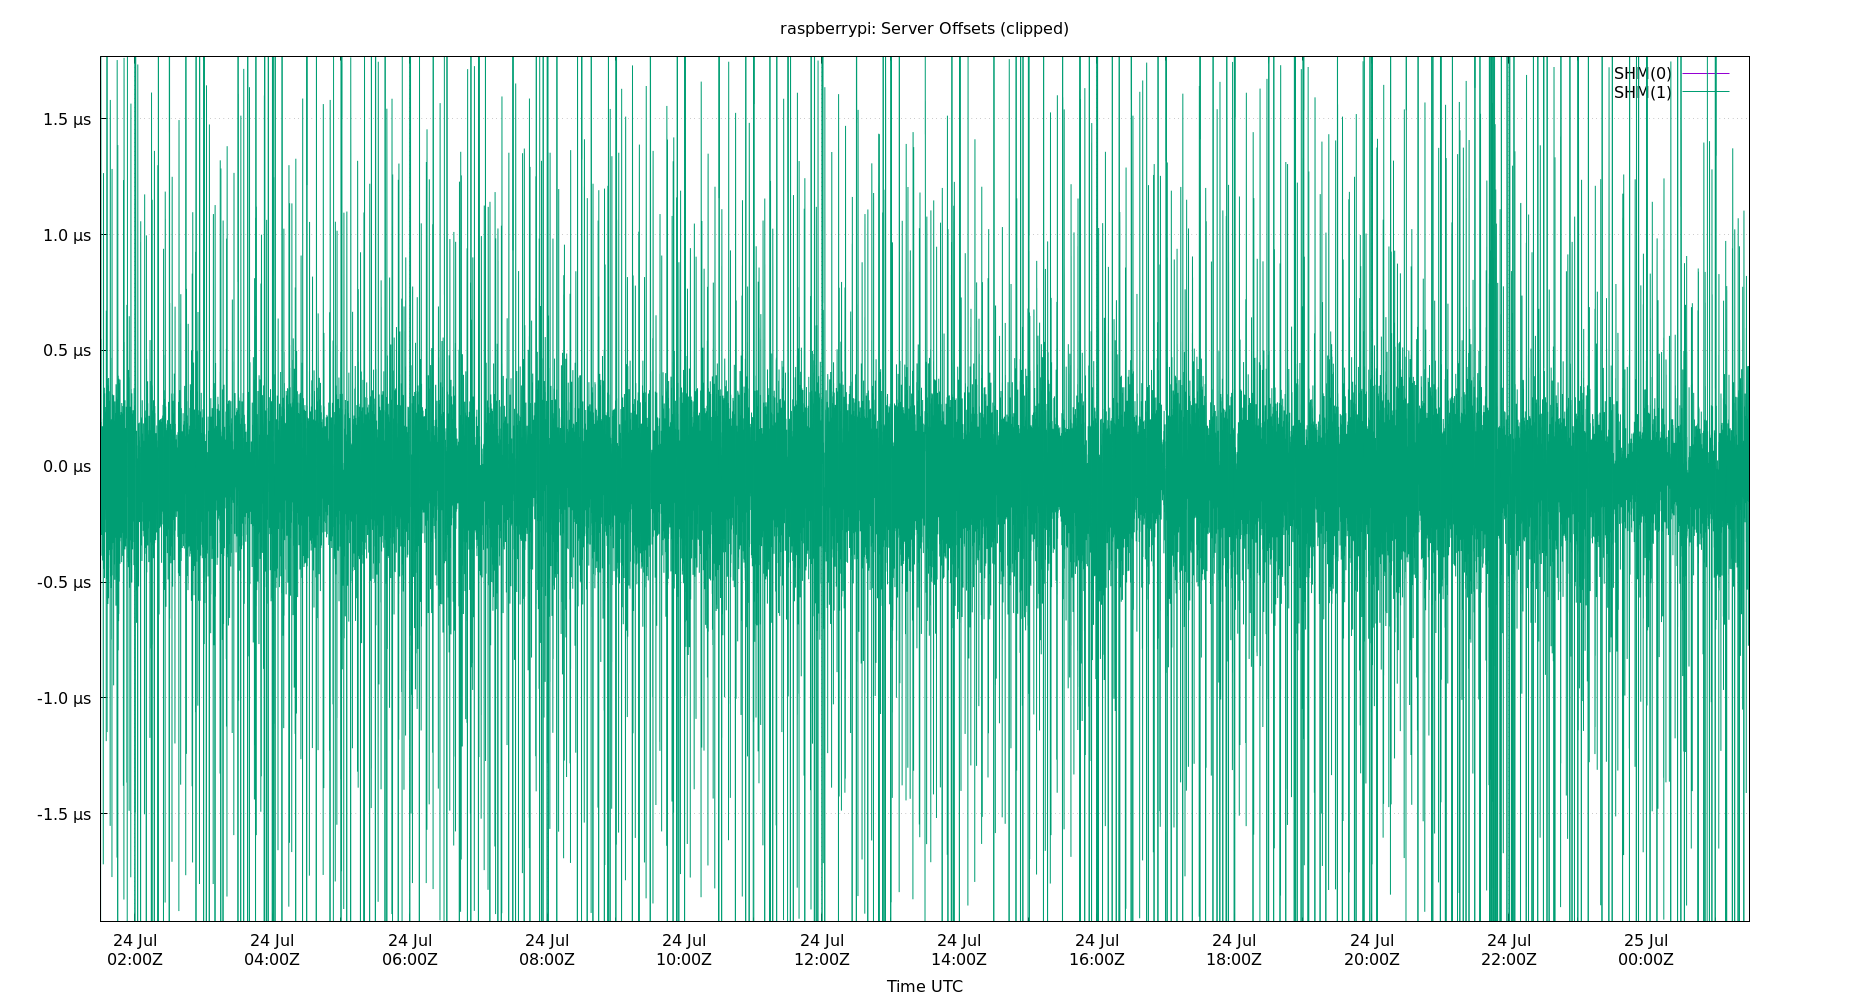 raspberrypi: Server Offsets (clipped)
SHM(0)
SHM(1)
1.5 µs
1.0 µs
0.5 µs
0.0 µs
-0.5 µs
-1.0 µs
-1.5 µs
24 Jul 24 Jul 24 Jul 24 Jul 24 Jul 24 Jul 24 Jul 24 Jul 24 Jul 24 Jul 24 Jul 25 Jul
02:00Z 04:00Z 06:00Z 08:00Z 10:00Z 12:00Z 14:00Z 16:00Z 18:00Z 20:00Z 22:00Z 00:00Z
Time UTC